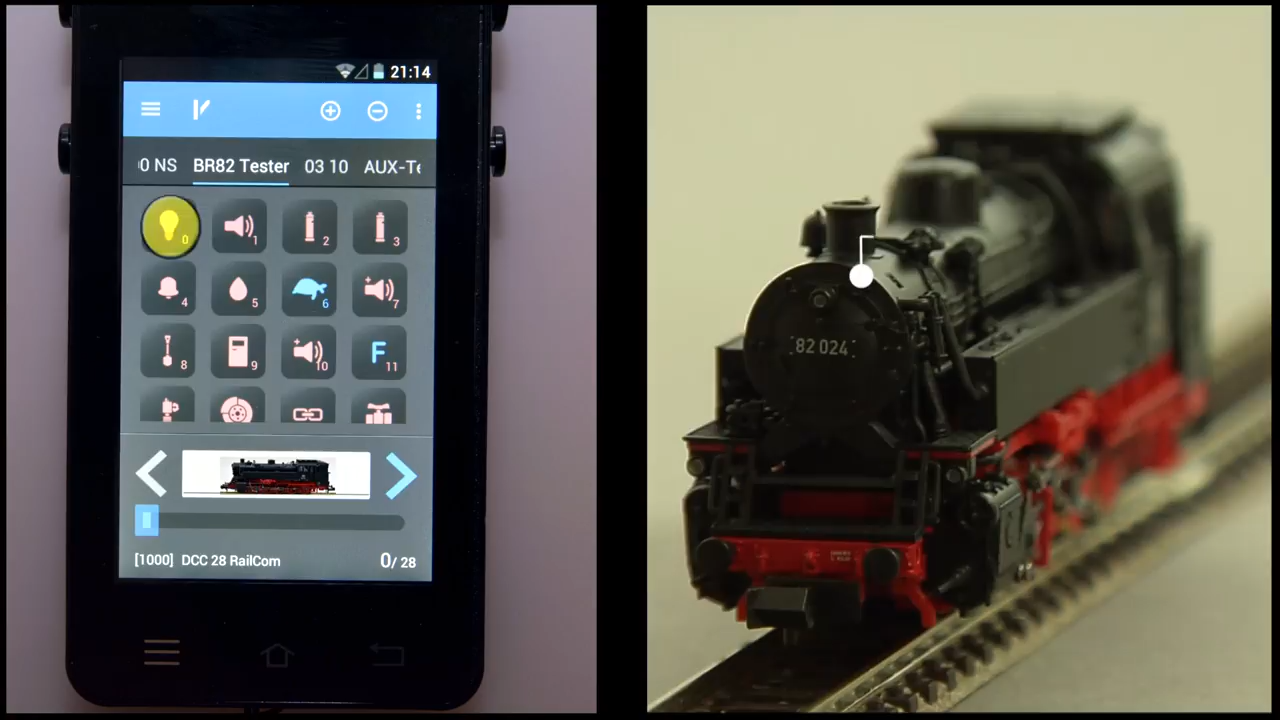 21:14
0 NS BR82 Tester 03 10 AUX-Te
0 1 2 3
4 5 6 7
8 9 10 F 11
[1000] DCC 28 RailCom 0/ 28
82 024